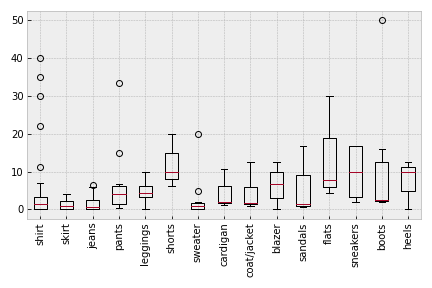 50
40
30
20
10
0
shirt
skirt
jeans
pants
leggings
shorts
sweater
cardigan
coat/jacket
blazer
sandals
flats
sneakers
boots
heels